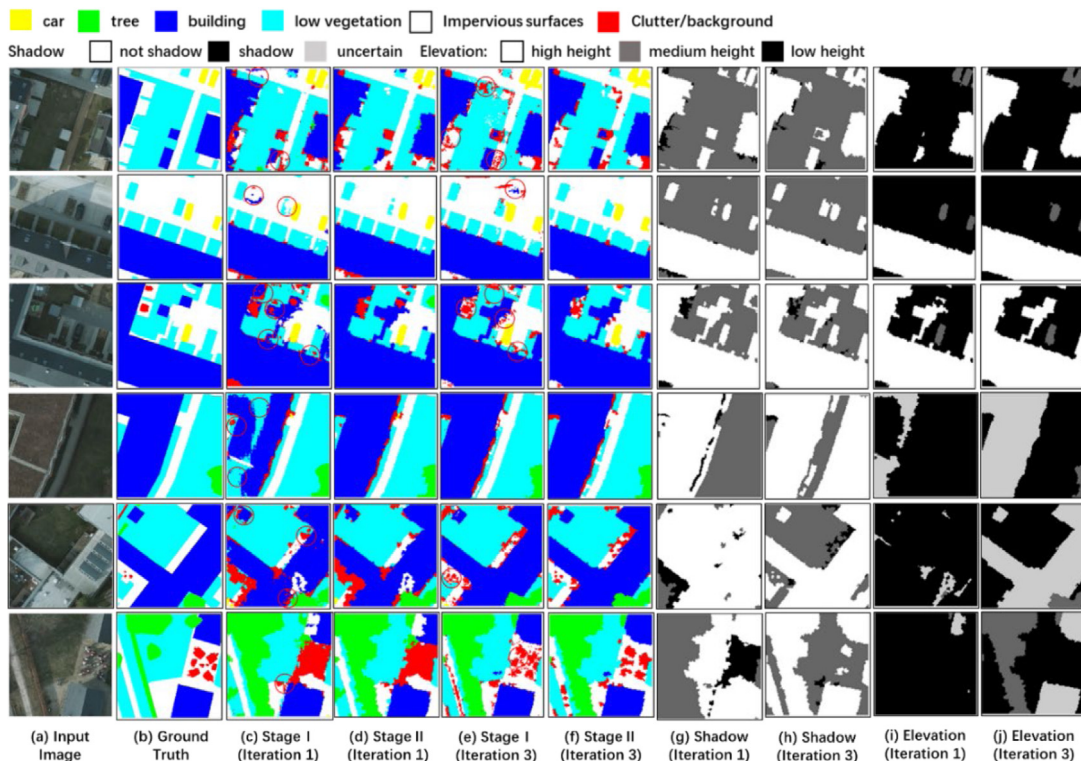 car tree building low vegetation Impervious surfaces Clutter/background
Shadow not shadow shadow uncertain Elevation: high height medium height low height
(a) Input Image
(b) Ground Truth
(c) Stage I (Iteration 1)
(d) Stage II (Iteration 1)
(e) Stage I (Iteration 3)
(f) Stage II (Iteration 3)
(g) Shadow (Iteration 1)
(h) Shadow (Iteration 3)
(i) Elevation (Iteration 1)
(j) Elevation (Iteration 3)